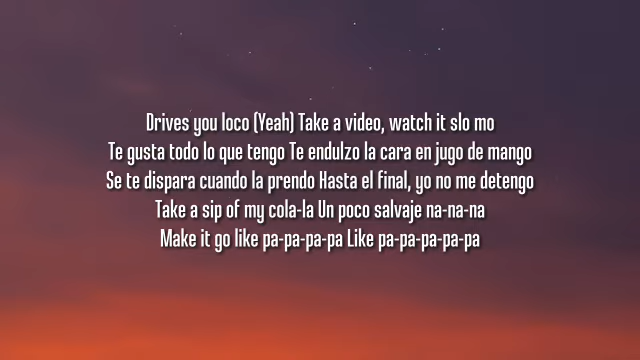 Drives you loco (Yeah) Take a video, watch it slo mo
Te gusta todo lo que tengo Te endulzo la cara en jugo de mango
Se te dispara cuando la prendo Hasta el final, yo no me detengo
Take a sip of my cola-la Un poco salvaje na-na-na
Make it go like pa-pa-pa-pa Like pa-pa-pa-pa-pa